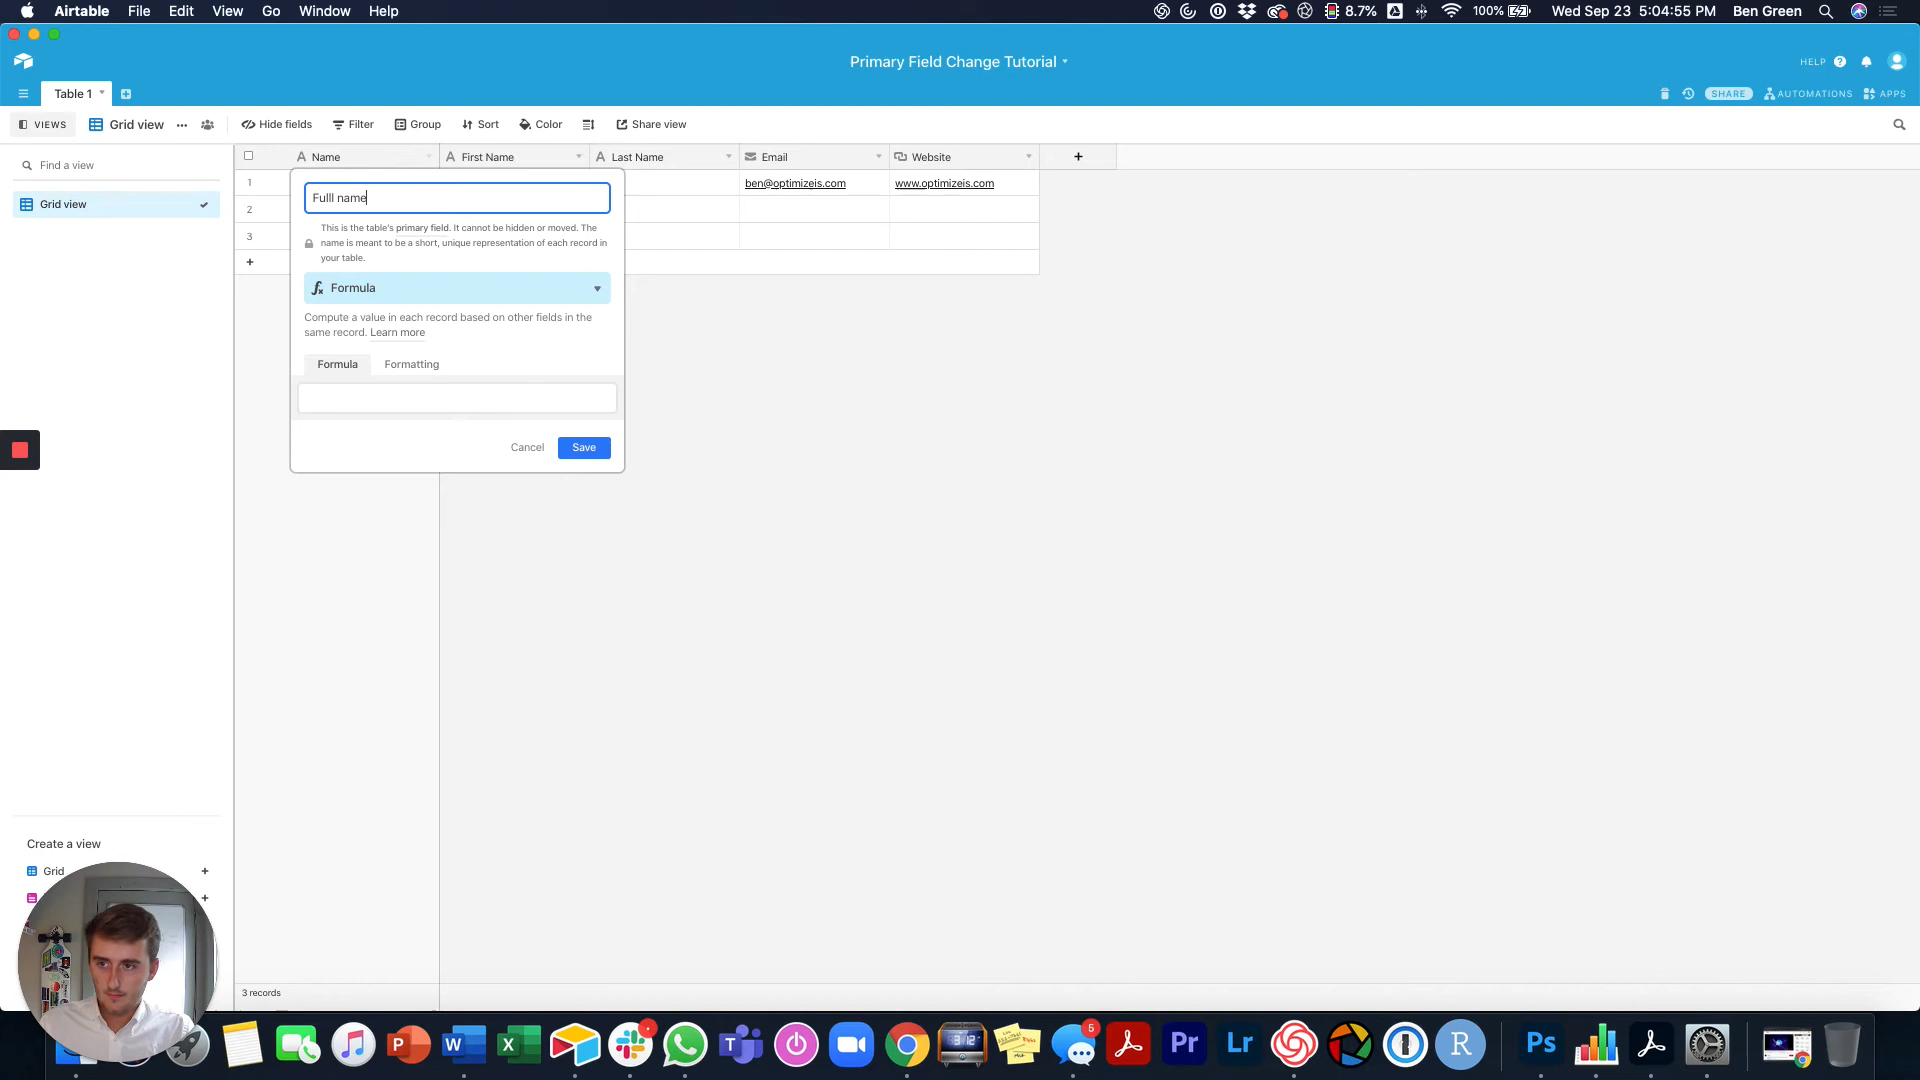 Airtable File Edit View Go Window Help 8.7% 100% Wed Sep 23 5:04:55 PM Ben Green
Primary Field Change Tutorial
HELP
Table 1
SHARE AUTOMATIONS APPS
VIEWS Grid view Hide fields Filter Group Sort Color Share view
Find a view
Name First Name Last Name Email Website
Grid view
1 ben@optimizeis.com www.optimizeis.com
2
3
Fulll name
This is the table's primary field. It cannot be hidden or moved. The
name is meant to be a short, unique representation of each record in
your table.
Formula
Compute a value in each record based on other fields in the
same record. Learn more
Formula Formatting
Cancel Save
Create a view
Grid
3 records
5
P W X Pr Lr R Ps